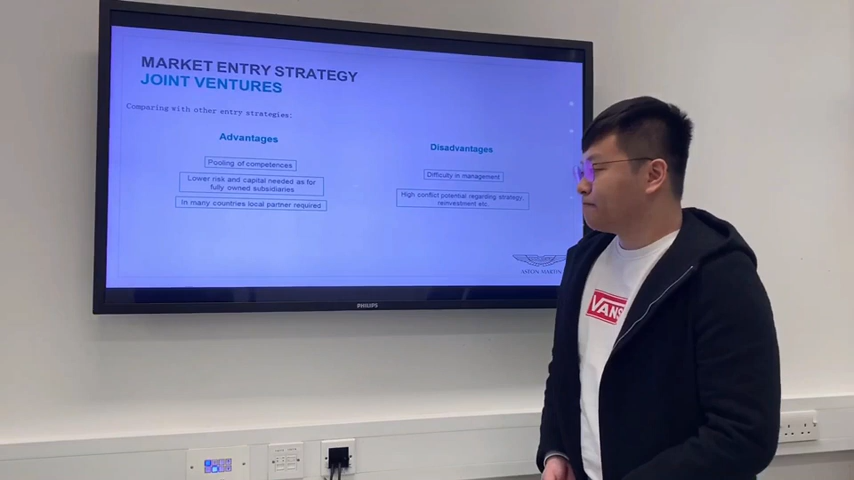 MARKET ENTRY STRATEGY
JOINT VENTURES
Comparing with other entry strategies:
Advantages
Pooling of competences
Lower risk and capital needed as for
fully owned subsidiaries
In many countries local partner required
Disadvantages
Difficulty in management
High conflict potential regarding strategy,
reinvestment etc.
ASTON MARTIN
PHILIPS
VANS